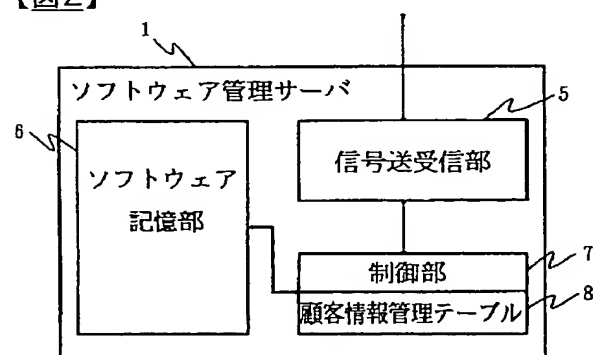 【図2】
1
ソフトウェア管理サーバ
5
6
信号送受信部
ソフトウェア
記憶部
制御部
7
顧客情報管理テーブル
8